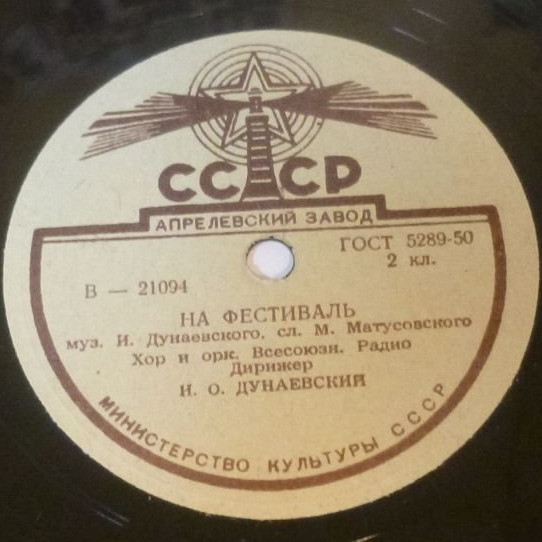 СССР
АПРЕЛЕВСКИЙ ЗАВОД
ГОСТ 5289-50
2 кл.
В — 21094
НА ФЕСТИВАЛЬ
муз. И. Дунаевского, сл. М. Матусовского
Хор и орк. Всесоюзн. Радио
Дирижер
И. О. ДУНАЕВСКИЙ
МИНИСТЕРСТВО КУЛЬТУРЫ СССР